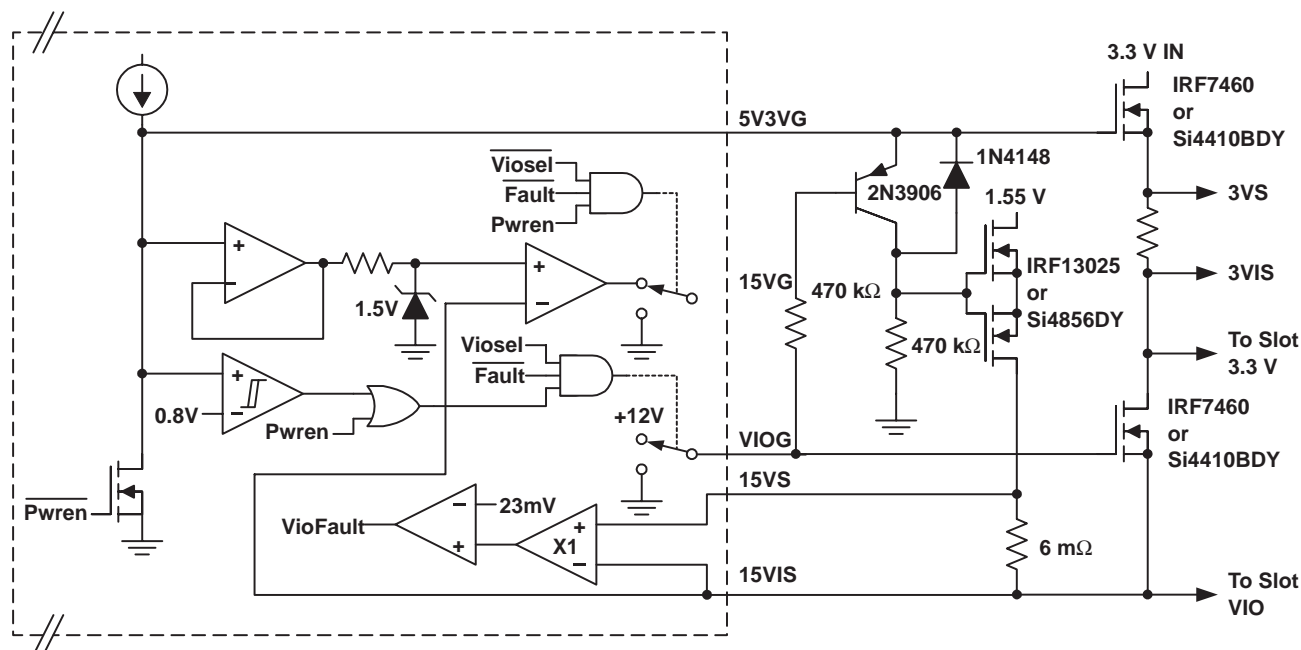 3.3 V IN
IRF7460
or
Si4410BDY
5V3VG
Viosel
Fault
Pwren
1N4148
2N3906
1.55 V
3VS
+
−
1.5V
+
−
15VG
470 kΩ
IRF13025
or
Si4856DY
3VIS
Viosel
Fault
470 kΩ
To Slot
3.3 V
+
−
0.8V
Pwren
+12V
VIOG
IRF7460
or
Si4410BDY
Pwren
VioFault
−
+
23mV
X1
+
−
15VS
6 mΩ
15VIS
To Slot
VIO